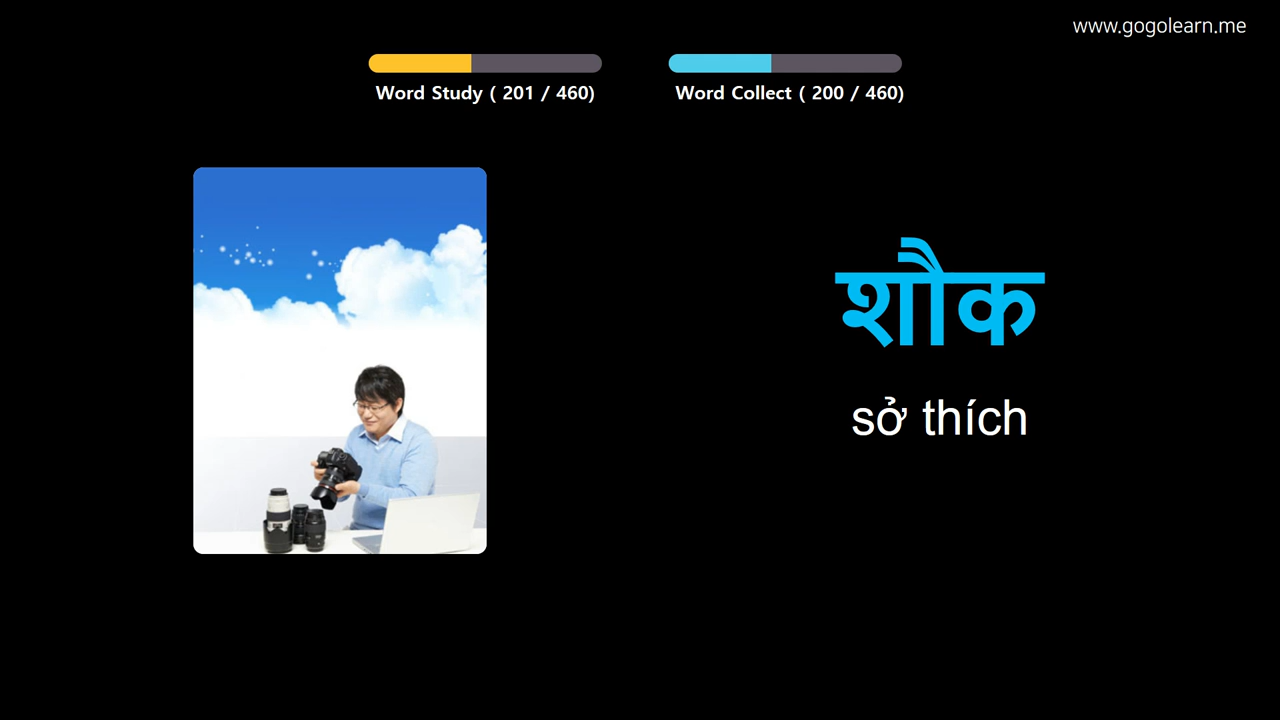 www.gogolearn.me
Word Study ( 201 / 460)
Word Collect ( 200 / 460)
शौक
sở thích